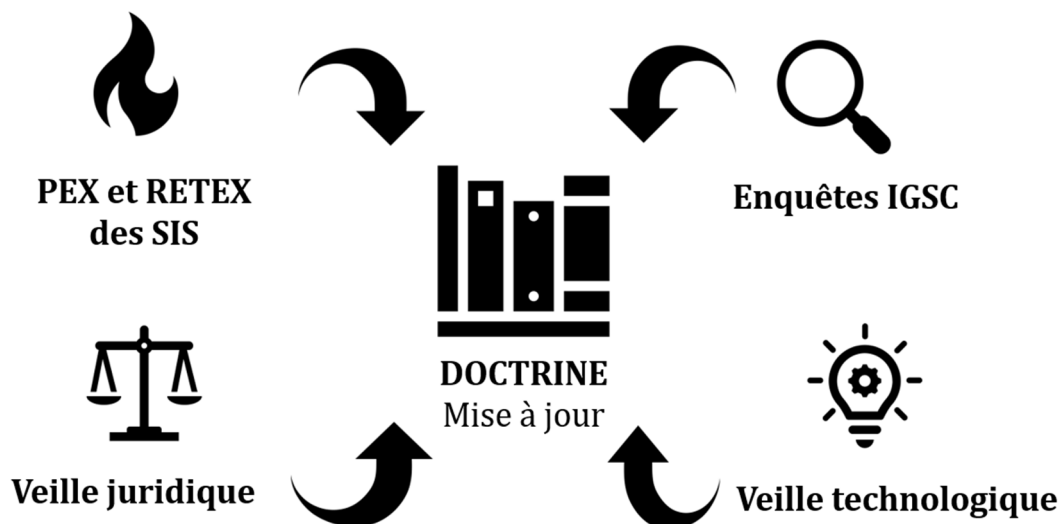 PEX et RETEX
des SIS
Enquêtes IGSC
DOCTRINE
Mise à jour
Veille juridique
Veille technologique